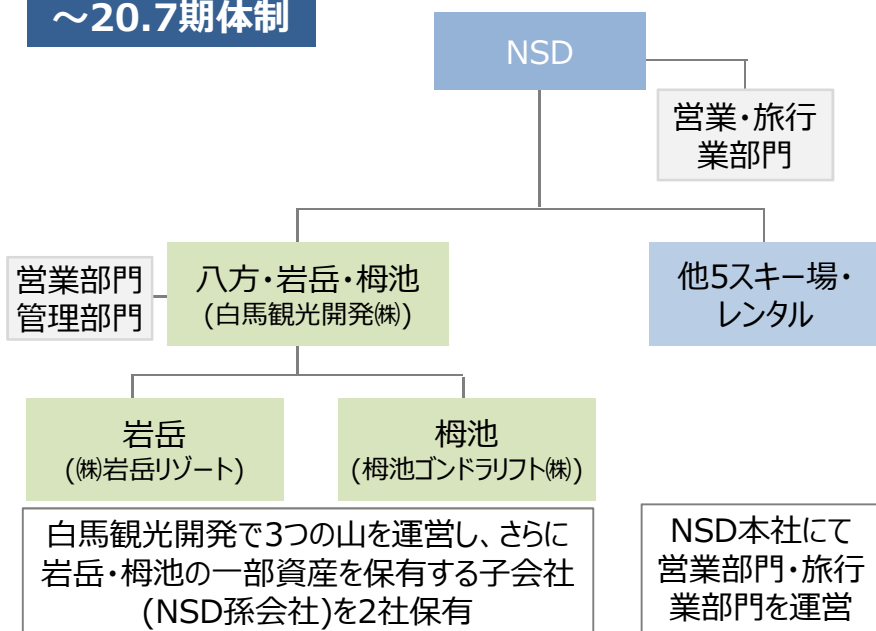 ～20.7期体制
NSD
営業・旅行
業部門
営業部門
管理部門
八方・岩岳・栂池
(白馬観光開発㈱)
他5スキー場・
レンタル
岩岳
(㈱岩岳リゾート)
栂池
(栂池ゴンドラリフト㈱)
白馬観光開発で3つの山を運営し、さらに
岩岳・栂池の一部資産を保有する子会社
(NSD孫会社)を2社保有
NSD本社にて
営業部門・旅行
業部門を運営